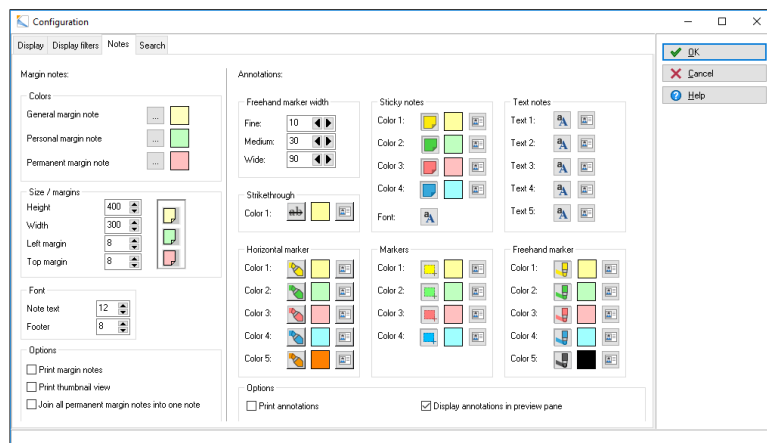 Configuration
Display Display filters Notes Search
OK
Cancel
Help
Margin notes:
Colors
General margin note ...
Personal margin note ...
Permanent margin note ...
Size / margins
Height 400
Width 300
Left margin 8
Top margin 8
Font
Note text 12
Footer 8
Options
Print margin notes
Print thumbnail view
Join all permanent margin notes into one note
Annotations:
Freehand marker width
Fine: 10
Medium: 30
Wide: 90
Strikethrough
Color 1: ab
Sticky notes
Color 1:
Color 2:
Color 3:
Color 4:
Font: aA
Text notes
Text 1: aA
Text 2: aA
Text 3: aA
Text 4: aA
Text 5: aA
Horizontal marker
Color 1:
Color 2:
Color 3:
Color 4:
Color 5:
Markers
Color 1:
Color 2:
Color 3:
Color 4:
Freehand marker
Color 1:
Color 2:
Color 3:
Color 4:
Color 5:
Options
Print annotations
Display annotations in preview pane